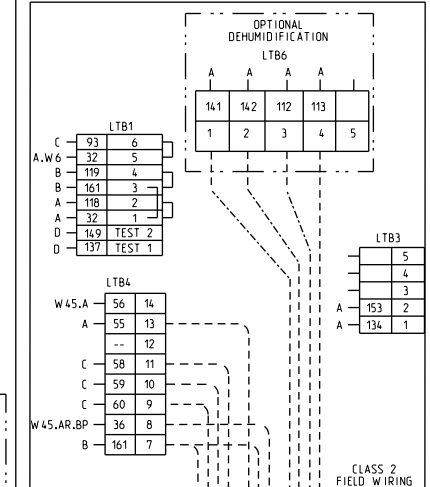 OPTIONAL
DEHUMIDIFICATION
LTB6
A A A A
141 142 112 113
1 2 3 4 5
LTB1
C 93 6
A.W6 32 5
B 119 4
B 161 3
A 118 2
A 32 1
D 149 TEST 2
D 137 TEST 1
LTB3
5
4
3
A 153 2
A 134 1
LTB4
W45.A 56 14
A 55 13
-- 12
C 58 11
C 59 10
C 60 9
W45.AR.BP 36 8
B 161 7
CLASS 2
FIELD WIRING